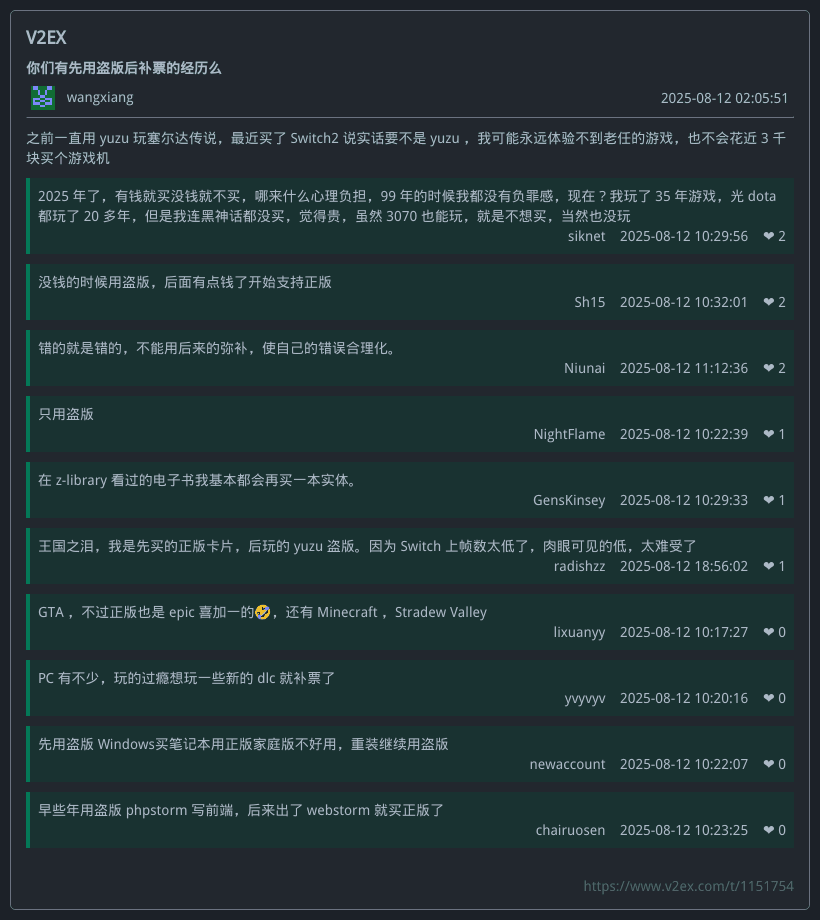 V2EX
你们有先用盗版后补票的经历么
wangxiang 2025-08-12 02:05:51
之前一直用 yuzu 玩塞尔达传说，最近买了 Switch2 说实话要不是 yuzu ，我可能永远体验不到老任的游戏，也不会花近 3 千
块买个游戏机
2025 年了，有钱就买没钱就不买，哪来什么心理负担，99 年的时候我都没有负罪感，现在？我玩了 35 年游戏，光 dota
都玩了 20 多年，但是我连黑神话都没买，觉得贵，虽然 3070 也能玩，就是不想买，当然也没玩
siknet 2025-08-12 10:29:56 ❤ 2
没钱的时候用盗版，后面有点钱了开始支持正版
Sh15 2025-08-12 10:32:01 ❤ 2
错的就是错的，不能用后来的弥补，使自己的错误合理化。
Niunai 2025-08-12 11:12:36 ❤ 2
只用盗版
NightFlame 2025-08-12 10:22:39 ❤ 1
在 z-library 看过的电子书我基本都会再买一本实体。
GensKinsey 2025-08-12 10:29:33 ❤ 1
王国之泪，我是先买的正版卡片，后玩的 yuzu 盗版。因为 Switch 上帧数太低了，肉眼可见的低，太难受了
radishzz 2025-08-12 18:56:02 ❤ 1
GTA ，不过正版也是 epic 喜加一的🤣，还有 Minecraft ，Stradew Valley
lixuanyy 2025-08-12 10:17:27 ❤ 0
PC 有不少，玩的过瘾想玩一些新的 dlc 就补票了
yvyvyv 2025-08-12 10:20:16 ❤ 0
先用盗版 Windows买笔记本用正版家庭版不好用，重装继续用盗版
newaccount 2025-08-12 10:22:07 ❤ 0
早些年用盗版 phpstorm 写前端，后来出了 webstorm 就买正版了
chairuosen 2025-08-12 10:23:25 ❤ 0
https://www.v2ex.com/t/1151754